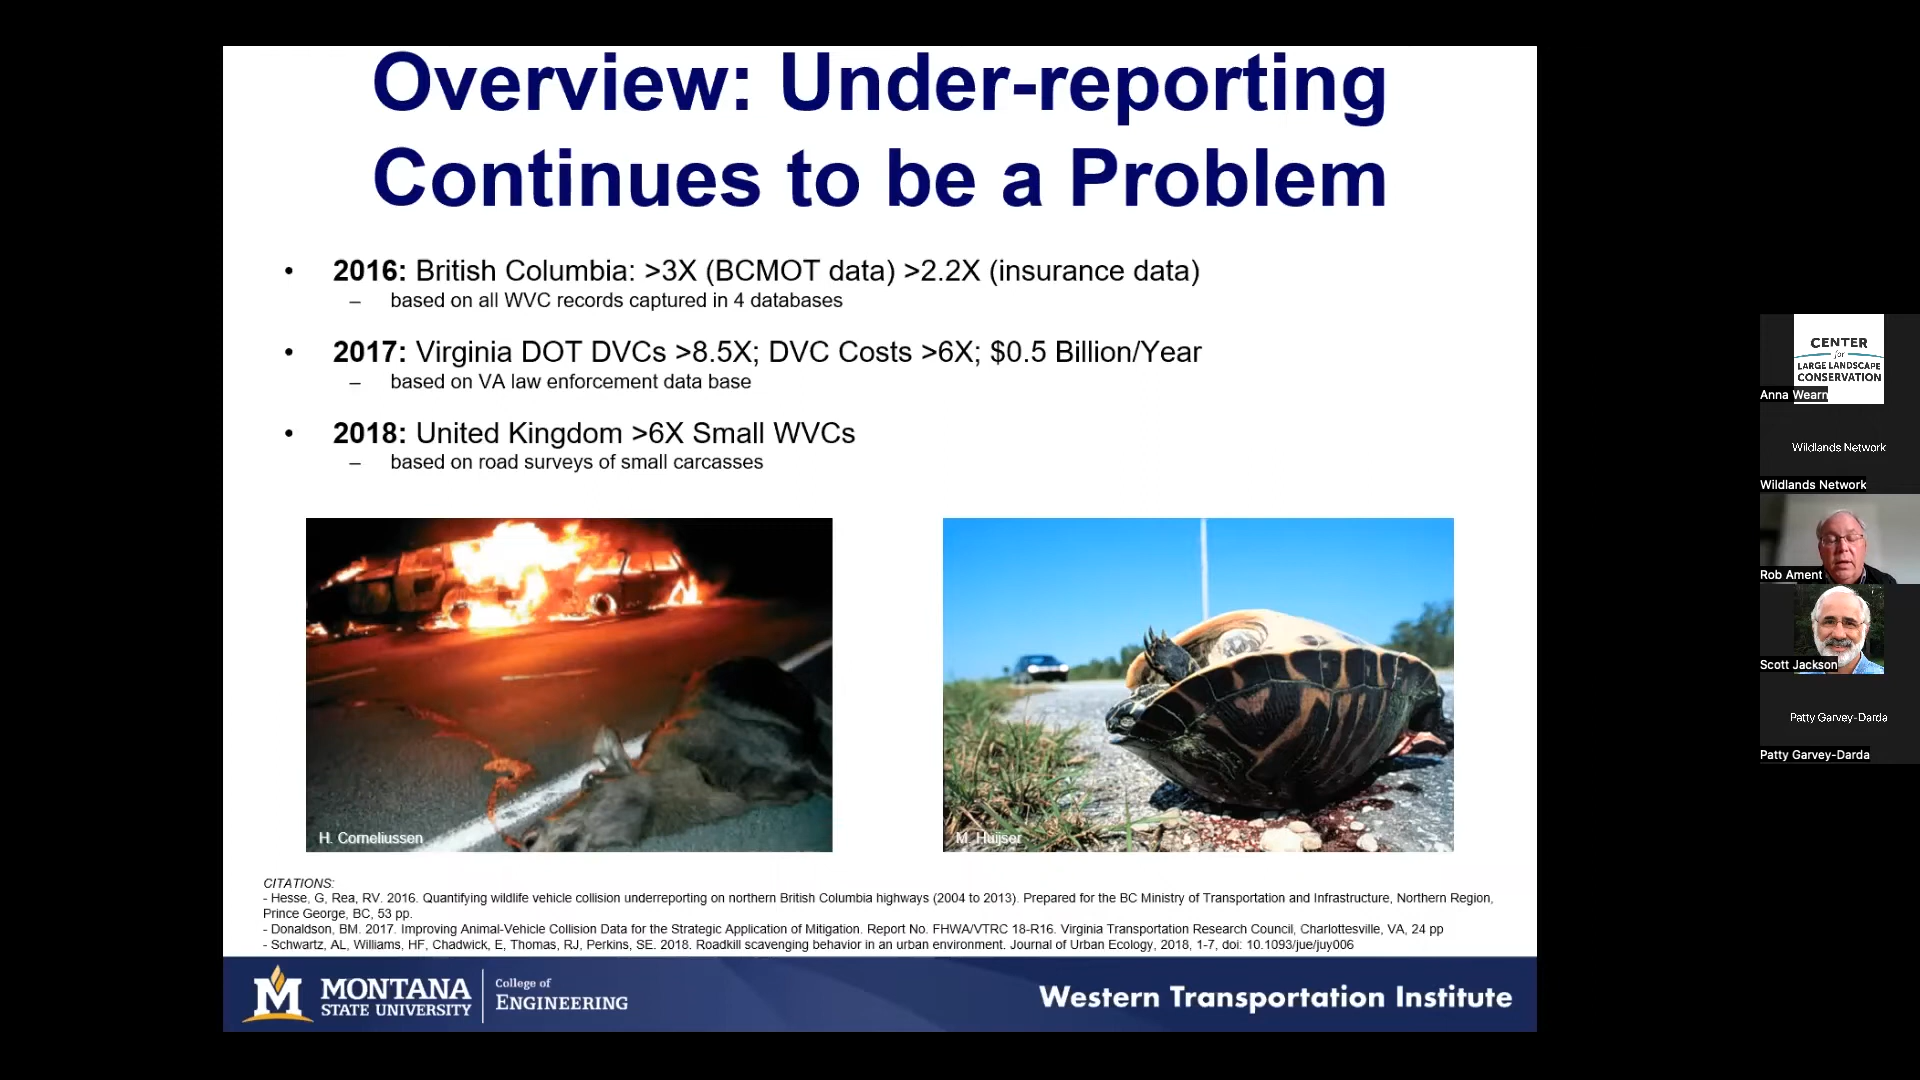 Overview: Under-reporting
Continues to be a Problem
• 2016: British Columbia: >3X (BCMOT data) >2.2X (insurance data)
– based on all WVC records captured in 4 databases
• 2017: Virginia DOT DVCs >8.5X; DVC Costs >6X; $0.5 Billion/Year
– based on VA law enforcement data base
• 2018: United Kingdom >6X Small WVCs
– based on road surveys of small carcasses
H. Corneliussen
M. Huijser
CITATIONS:
- Hesse, G, Rea, RV. 2016. Quantifying wildlife vehicle collision underreporting on northern British Columbia highways (2004 to 2013). Prepared for the BC Ministry of Transportation and Infrastructure, Northern Region,
Prince George, BC, 53 pp.
- Donaldson, BM. 2017. Improving Animal-Vehicle Collision Data for the Strategic Application of Mitigation. Report No. FHWA/VTRC 18-R16. Virginia Transportation Research Council, Charlottesville, VA, 24 pp
- Schwartz, AL, Williams, HF, Chadwick, E, Thomas, RJ, Perkins, SE. 2018. Roadkill scavenging behavior in an urban environment. Journal of Urban Ecology, 2018, 1-7, doi: 10.1093/jue/juy006
M MONTANA
STATE UNIVERSITY
College of
ENGINEERING
Western Transportation Institute
CENTER
for
LARGE LANDSCAPE
CONSERVATION
Anna Wearn
Wildlands Network
Wildlands Network
Rob Ament
Scott Jackson
Patty Garvey-Darda
Patty Garvey-Darda